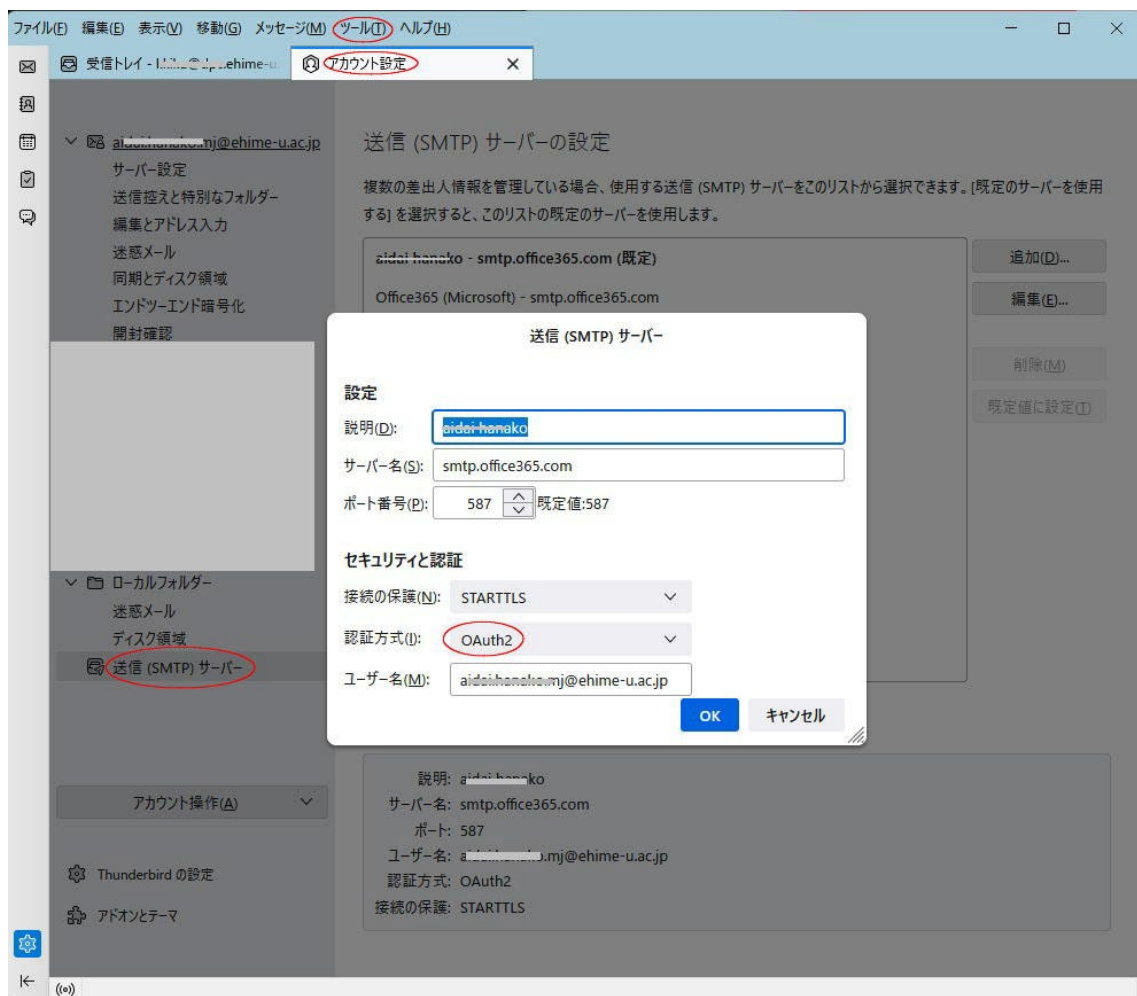 ファイル(F) 編集(E) 表示(V) 移動(G) メッセージ(M) ツール(T) ヘルプ(H)
受信トレイ - アカウント設定
mj@ehime-u.ac.jp
サーバー設定
送信控えと特別なフォルダー
編集とアドレス入力
迷惑メール
同期とディスク領域
エンドツーエンド暗号化
開封確認
ローカルフォルダー
迷惑メール
ディスク領域
送信 (SMTP) サーバー
アカウント操作(A)
Thunderbird の設定
アドオンとテーマ
送信 (SMTP) サーバーの設定
複数の差出人情報を管理している場合、使用する送信 (SMTP) サーバーをこのリストから選択できます。[既定のサーバーを使用
する] を選択すると、このリストの既定のサーバーを使用します。
aidai hanako - smtp.office365.com (既定)
Office365 (Microsoft) - smtp.office365.com
追加(D)...
編集(E)...
削除(M)
既定値に設定(T)
送信 (SMTP) サーバー
設定
説明(D): aidai hanako
サーバー名(S): smtp.office365.com
ポート番号(P): 587 既定値:587
セキュリティと認証
接続の保護(N): STARTTLS
認証方式(I): OAuth2
ユーザー名(M): mj@ehime-u.ac.jp
OK キャンセル
説明:
サーバー名: smtp.office365.com
ポート: 587
ユーザー名: .mj@ehime-u.ac.jp
認証方式: OAuth2
接続の保護: STARTTLS